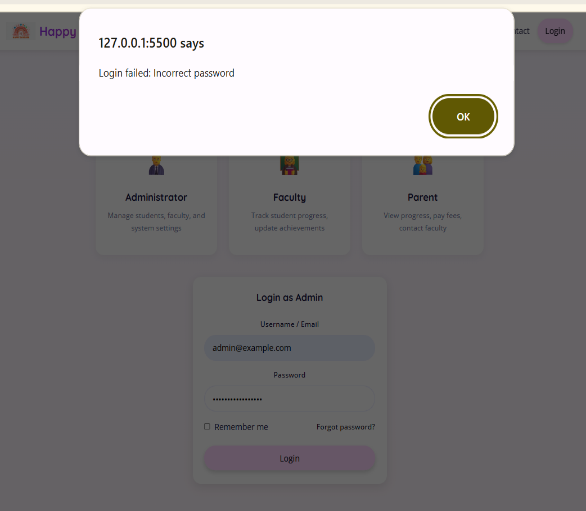 127.0.0.1:5500 says
Login failed: Incorrect password
OK
Happy
Login
Administrator
Manage students, faculty, and
system settings
Faculty
Track student progress,
update achievements
Parent
View progress, pay fees,
contact faculty
Login as Admin
Username / Email
admin@example.com
Password
Remember me
Forgot password?
Login